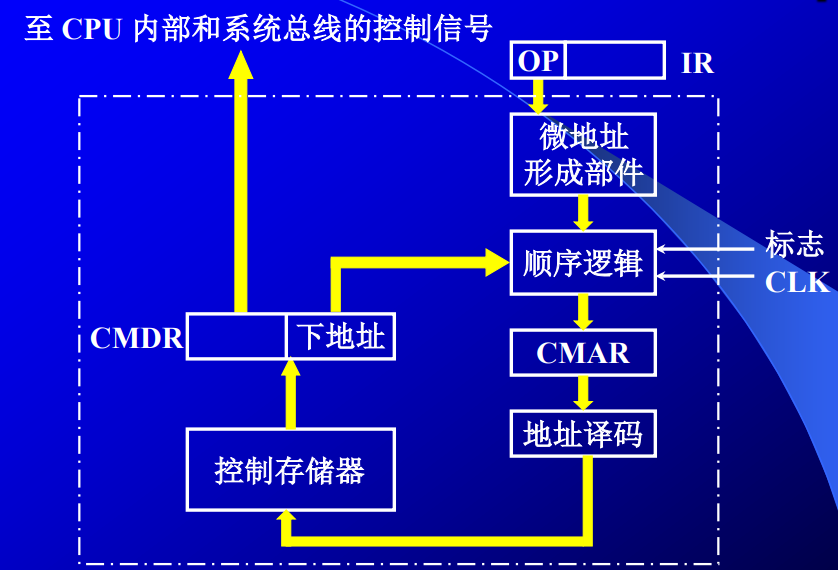 至 CPU 内部和系统总线的控制信号
OP
IR
微地址
形成部件
顺序逻辑
标志
CLK
CMDR
下地址
CMAR
地址译码
控制存储器